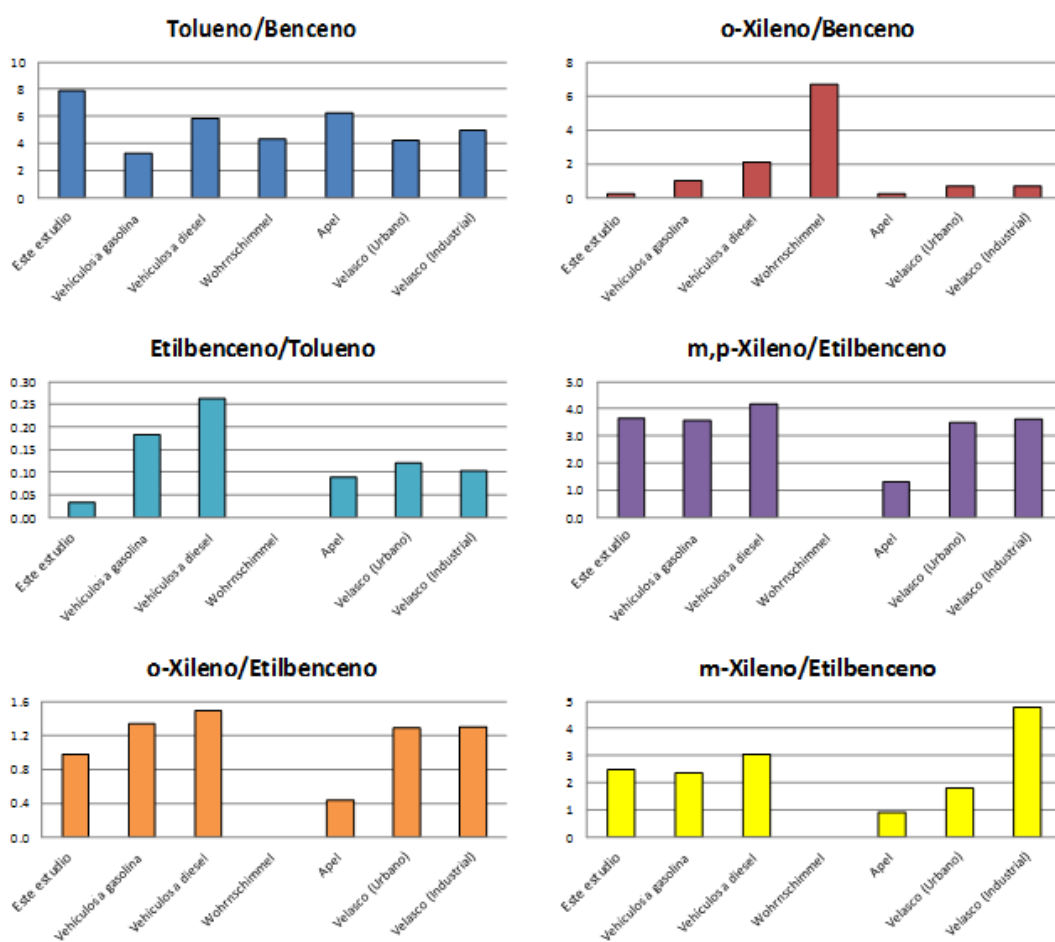 Tolueno/Benceno
10
8
6
4
2
0
Este estudio
Vehículos a gasolina
Vehículos a diesel
Wohrnschimmel
Apel
Velasco (Urbano)
Velasco (Industrial)
o-Xileno/Benceno
8
6
4
2
0
Este estudio
Vehículos a gasolina
Vehículos a diesel
Wohrnschimmel
Apel
Velasco (Urbano)
Velasco (Industrial)
Etilbenceno/Tolueno
0.30
0.25
0.20
0.15
0.10
0.05
0.00
Este estudio
Vehículos a gasolina
Vehículos a diesel
Wohrnschimmel
Apel
Velasco (Urbano)
Velasco (Industrial)
m,p-Xileno/Etilbenceno
5.0
4.0
3.0
2.0
1.0
0.0
Este estudio
Vehículos a gasolina
Vehículos a diesel
Wohrnschimmel
Apel
Velasco (Urbano)
Velasco (Industrial)
o-Xileno/Etilbenceno
1.6
1.2
0.8
0.4
0.0
Este estudio
Vehículos a gasolina
Vehículos a diesel
Wohrnschimmel
Apel
Velasco (Urbano)
Velasco (Industrial)
m-Xileno/Etilbenceno
5
4
3
2
1
0
Este estudio
Vehículos a gasolina
Vehículos a diesel
Wohrnschimmel
Apel
Velasco (Urbano)
Velasco (Industrial)